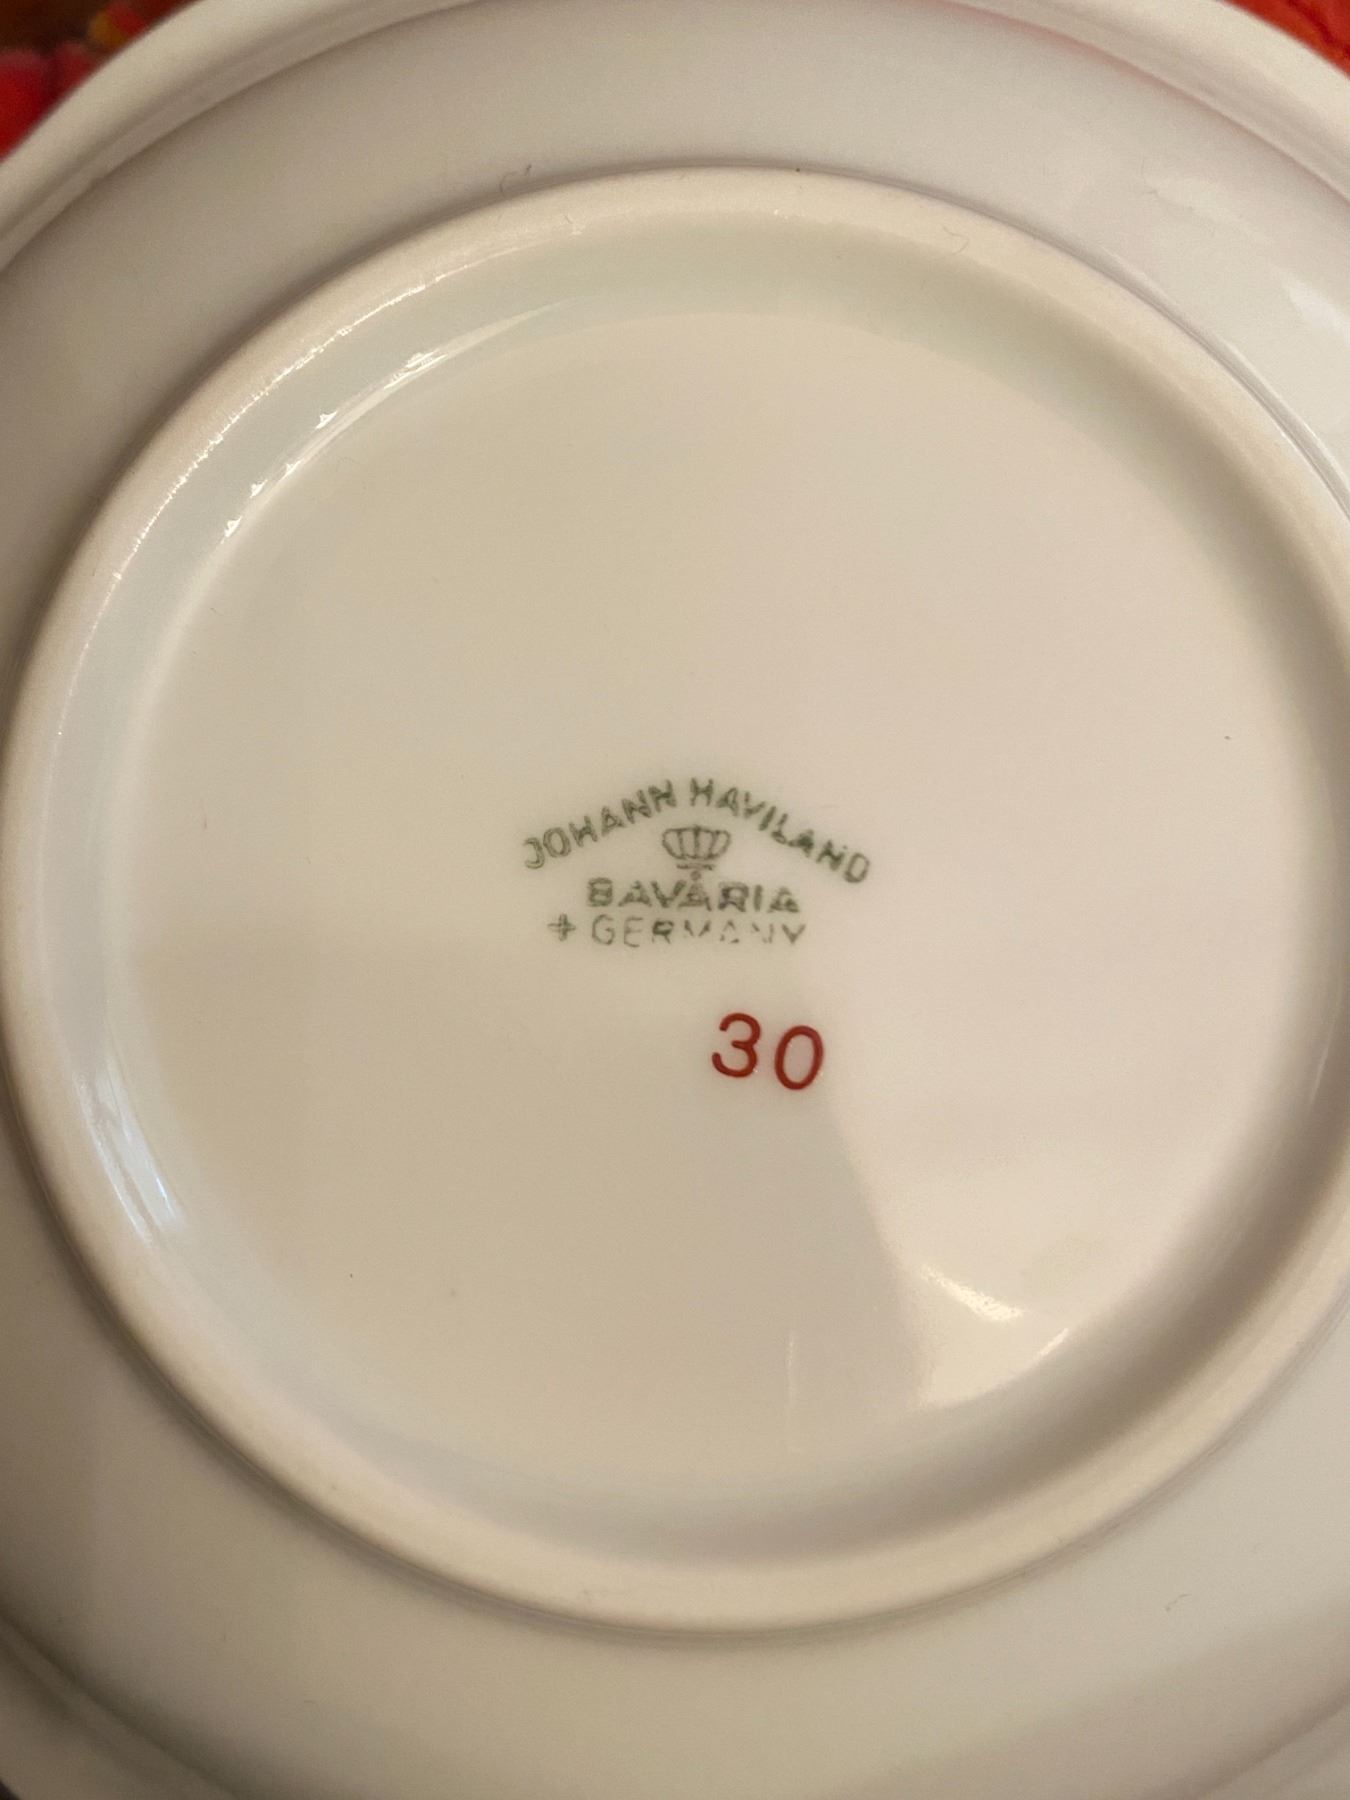 JOHANN HAVILAND
BAVARIA
+ GERMANY
30